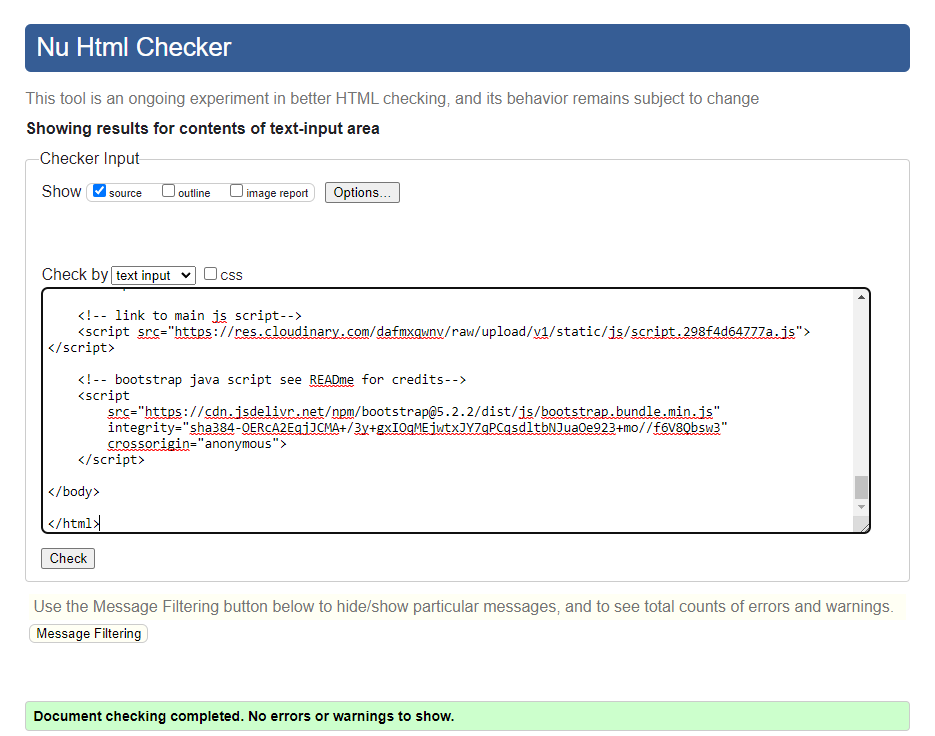 Nu Html Checker
This tool is an ongoing experiment in better HTML checking, and its behavior remains subject to change
Showing results for contents of text-input area
Checker Input
Show source outline image report Options...
Check by text input css
<!-- link to main js script-->
<script src="https://res.cloudinary.com/dafmxqwnv/raw/upload/v1/static/js/script.298f4d64777a.js">
</script>
<!-- bootstrap java script see READme for credits-->
<script
src="https://cdn.jsdelivr.net/npm/bootstrap@5.2.2/dist/js/bootstrap.bundle.min.js"
integrity="sha384-OERcA2EqjJCMA+/3y+gxIOqMEjwtxJY7qPCqsdltbNJuaOe923+mo//f6V8Qbsw3"
crossorigin="anonymous">
</script>
</body>
</html>
Check
Use the Message Filtering button below to hide/show particular messages, and to see total counts of errors and warnings.
Message Filtering
Document checking completed. No errors or warnings to show.